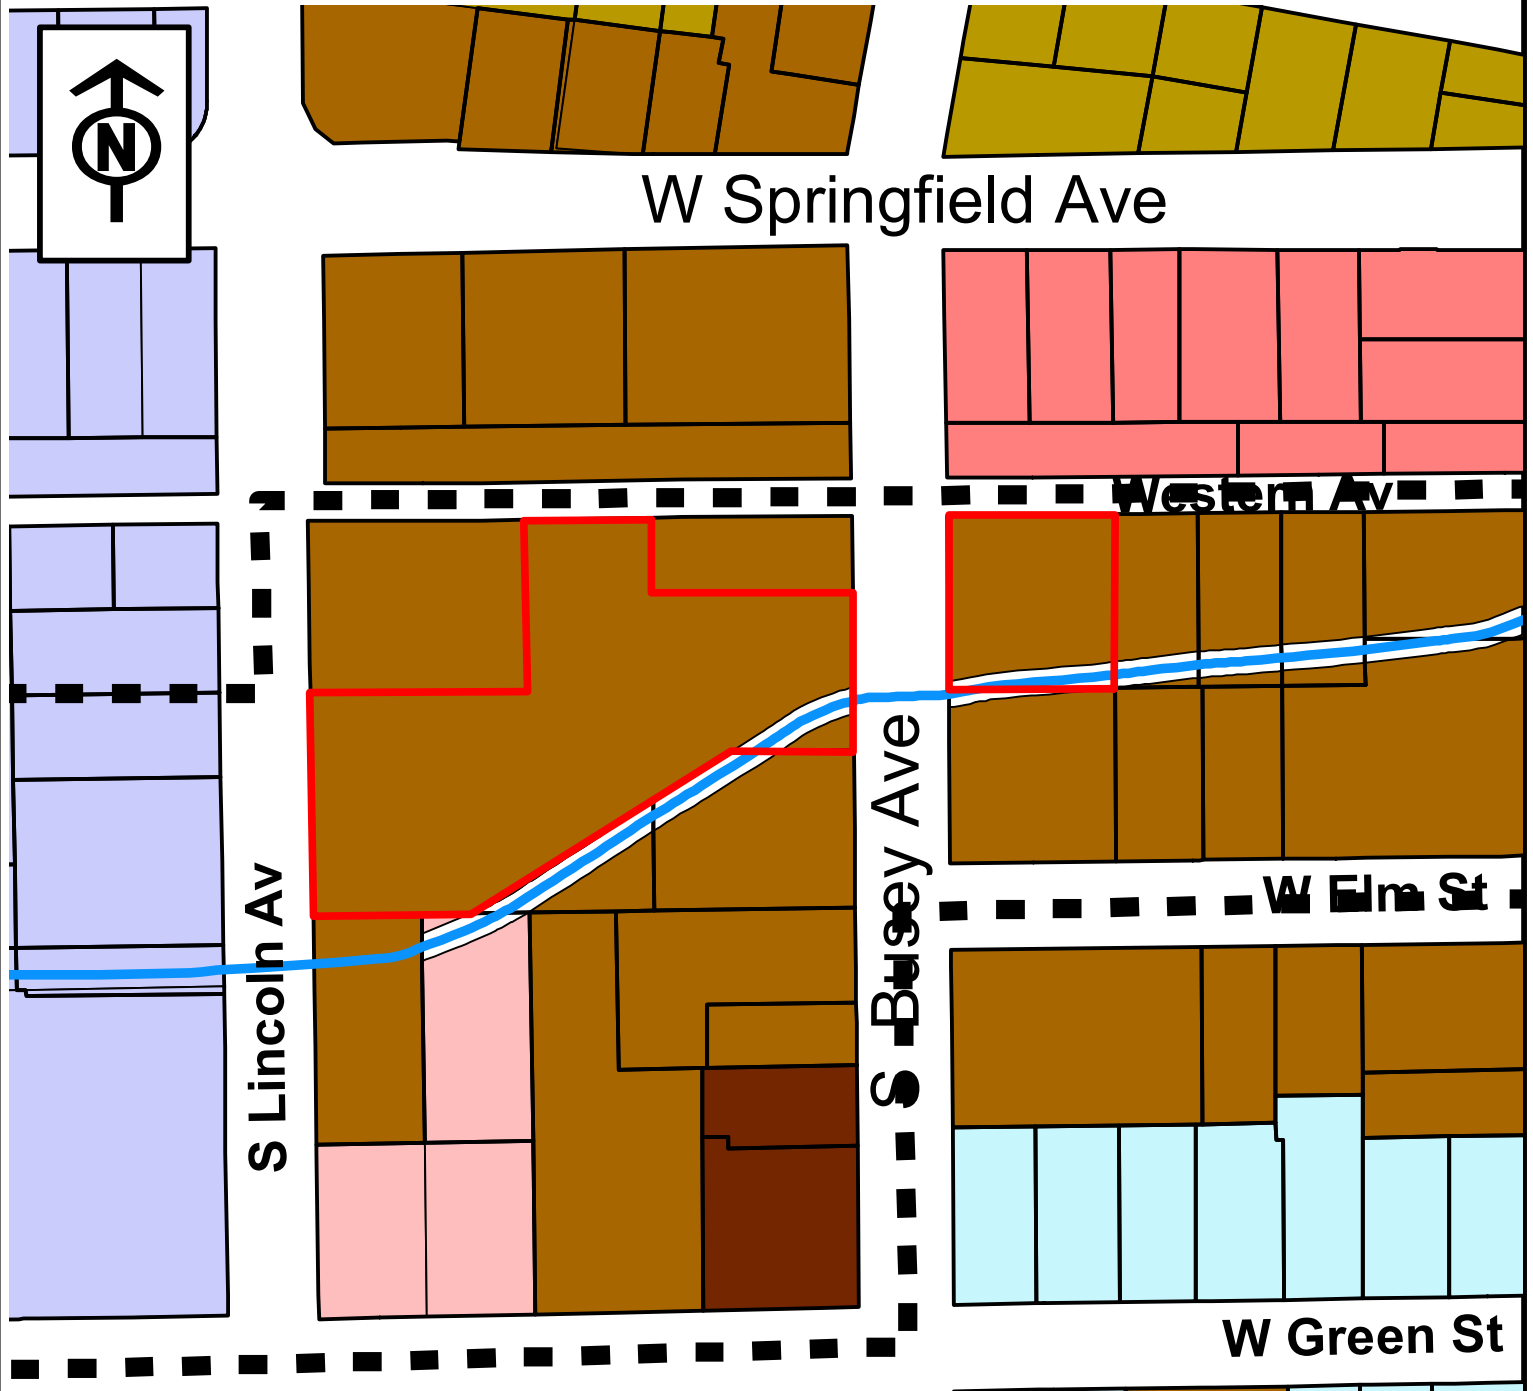 N
W Springfield Ave
Western Av
S Busey Ave
W Elm St
S Lincoln Av
W Green St